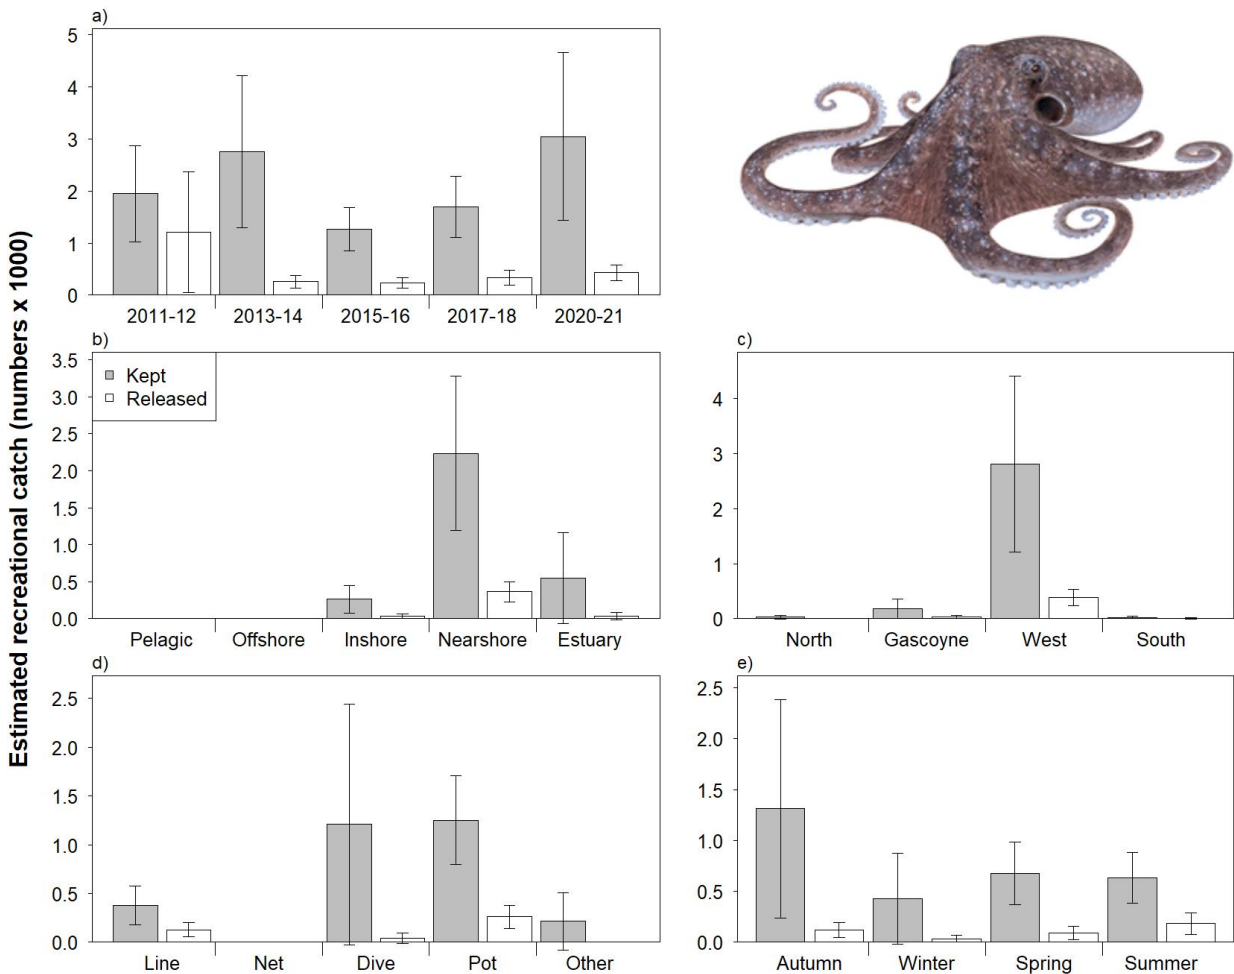 Estimated recreational catch (numbers x 1000)
a)
5
4
3
2
1
0
2011-12 2013-14 2015-16 2017-18 2020-21
b)
3.5
3.0
2.5
2.0
1.5
1.0
0.5
0.0
Kept
Released
Pelagic Offshore Inshore Nearshore Estuary
c)
4
3
2
1
0
North Gascoyne West South
d)
2.5
2.0
1.5
1.0
0.5
0.0
Line Net Dive Pot Other
e)
2.5
2.0
1.5
1.0
0.5
0.0
Autumn Winter Spring Summer